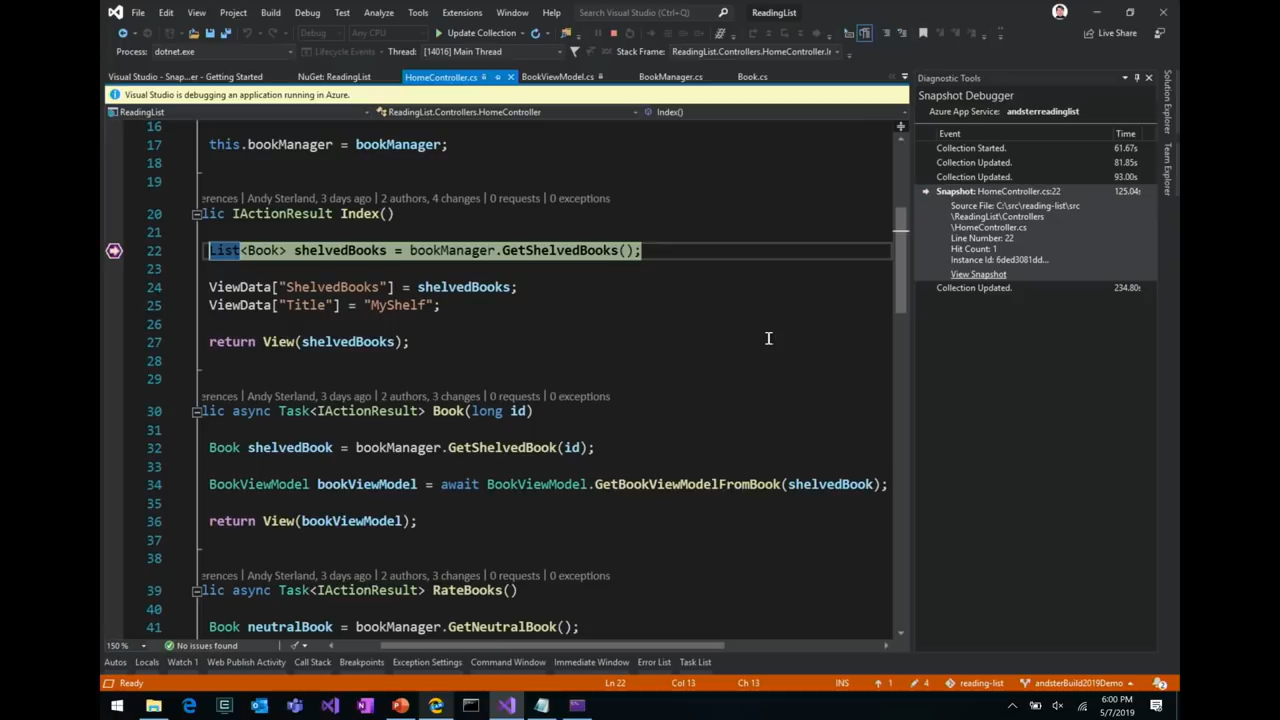 File Edit View Project Build Debug Test Analyze Tools Extensions Window Help Search Visual Studio (Ctrl+Q) ReadingList
Debug Any CPU Update Collection Live Share
Process: dotnet.exe Lifecycle Events Thread: [14016] Main Thread Stack Frame: ReadingList.Controllers.HomeController.I
Visual Studio - Snap...er - Getting Started NuGet: ReadingList HomeController.cs BookViewModel.cs BookManager.cs Book.cs
Visual Studio is debugging an application running in Azure.
ReadingList ReadingList.Controllers.HomeController Index()
16
17 this.bookManager = bookManager;
18
19
erences | Andy Sterland, 3 days ago | 2 authors, 4 changes | 0 requests | 0 exceptions
20 lic IActionResult Index()
21
22 List<Book> shelvedBooks = bookManager.GetShelvedBooks();
23
24 ViewData["ShelvedBooks"] = shelvedBooks;
25 ViewData["Title"] = "MyShelf";
26
27 return View(shelvedBooks);
28
29
erences | Andy Sterland, 3 days ago | 2 authors, 3 changes | 0 requests | 0 exceptions
30 lic async Task<IActionResult> Book(long id)
31
32 Book shelvedBook = bookManager.GetShelvedBook(id);
33
34 BookViewModel bookViewModel = await BookViewModel.GetBookViewModelFromBook(shelvedBook);
35
36 return View(bookViewModel);
37
38
erences | Andy Sterland, 3 days ago | 2 authors, 3 changes | 0 requests | 0 exceptions
39 lic async Task<IActionResult> RateBooks()
40
41 Book neutralBook = bookManager.GetNeutralBook();
Diagnostic Tools
Snapshot Debugger
Azure App Service: andsterreadinglist
Event Time
Collection Started. 61.67s
Collection Updated. 81.85s
Collection Updated. 93.00s
Snapshot: HomeController.cs:22 125.04s
Source File: C:\src\reading-list\src
\ReadingList\Controllers
\HomeController.cs
Line Number: 22
Hit Count: 1
Instance Id: 6ded3081dd...
View Snapshot
Collection Updated. 234.80s
Solution Explorer
Team Explorer
150 % No issues found
Autos Locals Watch 1 Web Publish Activity Call Stack Breakpoints Exception Settings Command Window Immediate Window Error List Task List
Ready Ln 22 Col 13 Ch 13 INS 1 4 reading-list andsterBuild2019Demo 2
6:00 PM
5/7/2019